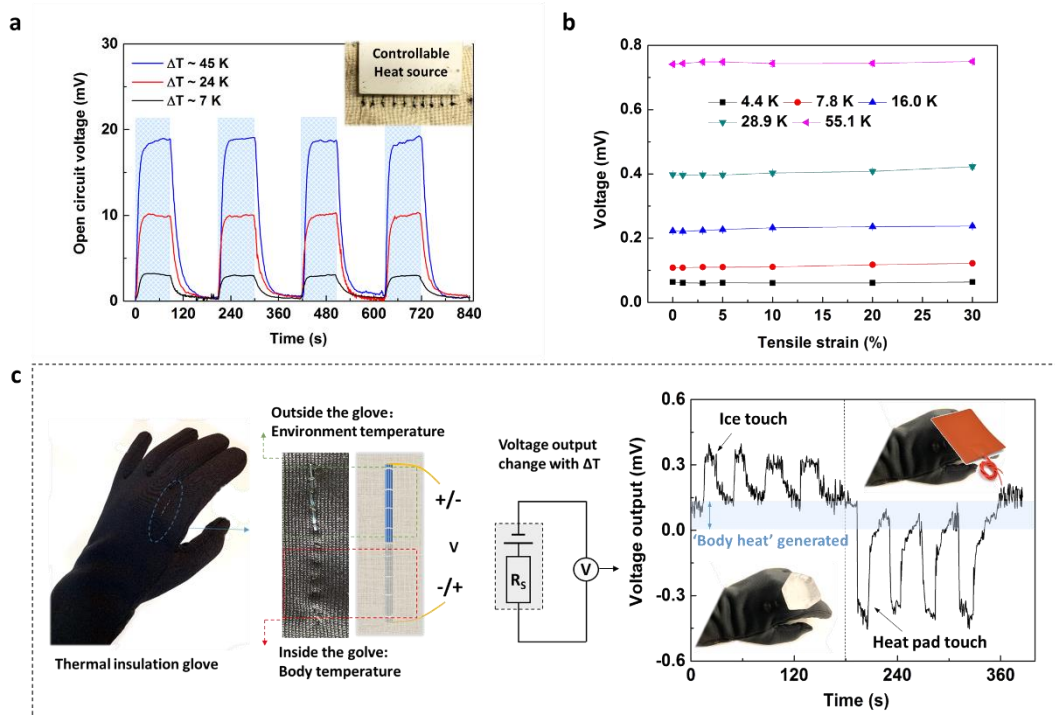 a
30
20
10
0
Open circuit voltage (mV)
ΔT ~ 45 K
ΔT ~ 24 K
ΔT ~ 7 K
Controllable
Heat source
0 120 240 360 480 600 720 840
Time (s)
b
0.8
0.6
0.4
0.2
0.0
Voltage (mV)
4.4 K 7.8 K 16.0 K
28.9 K 55.1 K
0 5 10 15 20 25 30
Tensile strain (%)
c
Thermal insulation glove
Outside the glove:
Environment temperature
+/-
V
-/+
Inside the golve:
Body temperature
Voltage output
change with ΔT
RS
V
0.6
0.3
0.0
-0.3
-0.6
Voltage output (mV)
Ice touch
'Body heat' generated
Heat pad touch
0 120 240 360
Time (s)